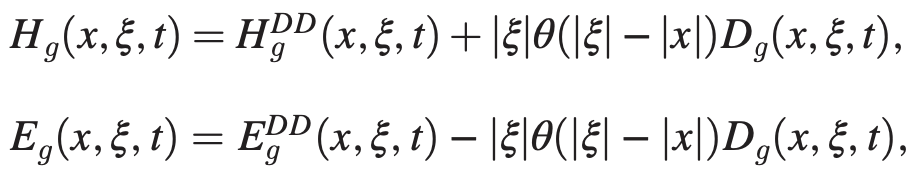 H_g(x, ξ, t) = H_g^{DD}(x, ξ, t) + |ξ|θ(|ξ| − |x|)D_g(x, ξ, t),
E_g(x, ξ, t) = E_g^{DD}(x, ξ, t) − |ξ|θ(|ξ| − |x|)D_g(x, ξ, t),